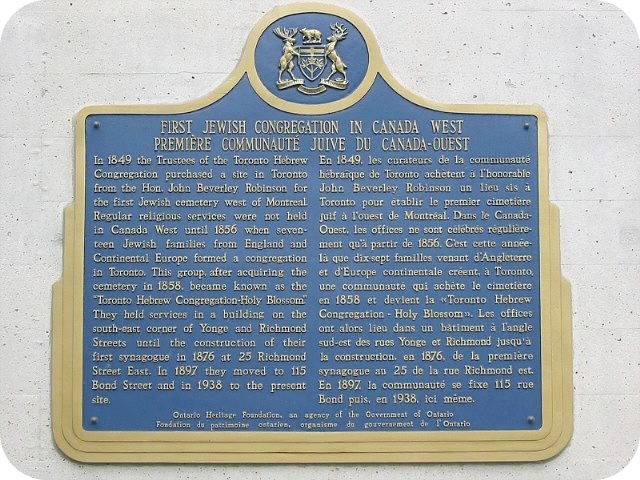 FIRST JEWISH CONGREGATION IN CANADA WEST
PREMIÈRE COMMUNAUTÉ JUIVE DU CANADA-OUEST
In 1849 the Trustees of the Toronto Hebrew
Congregation purchased a site in Toronto
from the Hon. John Beverley Robinson for
the first Jewish cemetery west of Montreal.
Regular religious services were not held
in Canada West until 1856 when seven-
teen Jewish families from England and
Continental Europe formed a congregation
in Toronto. This group, after acquiring the
cemetery in 1858, became known as the
"Toronto Hebrew Congregation-Holy Blossom."
They held services in a building on the
south-east corner of Yonge and Richmond
Streets until the construction of their
first synagogue in 1876 at 25 Richmond
Street East. In 1897 they moved to 115
Bond Street and in 1938 to the present
site.
En 1849, les curateurs de la communauté
hébraïque de Toronto achètent à l'honorable
John Beverley Robinson un lieu sis à
Toronto pour établir le premier cimetière
juif à l'ouest de Montréal. Dans le Canada-
Ouest, les offices ne sont célébrés régulière-
ment qu'à partir de 1856. C'est cette année-
là que dix-sept familles venant d'Angleterre
et d'Europe continentale créent, à Toronto,
une communauté qui achète le cimetière
en 1858 et devient la «Toronto Hebrew
Congregation - Holy Blossom». Les offices
ont alors lieu dans un bâtiment à l'angle
sud-est des rues Yonge et Richmond jusqu'à
la construction, en 1876, de la première
synagogue au 25 de la rue Richmond est.
En 1897, la communauté se fixe 115 rue
Bond puis, en 1938, ici même.
Ontario Heritage Foundation, an agency of the Government of Ontario
Fondation du patrimoine ontarien, organisme du gouvernement de l'Ontario